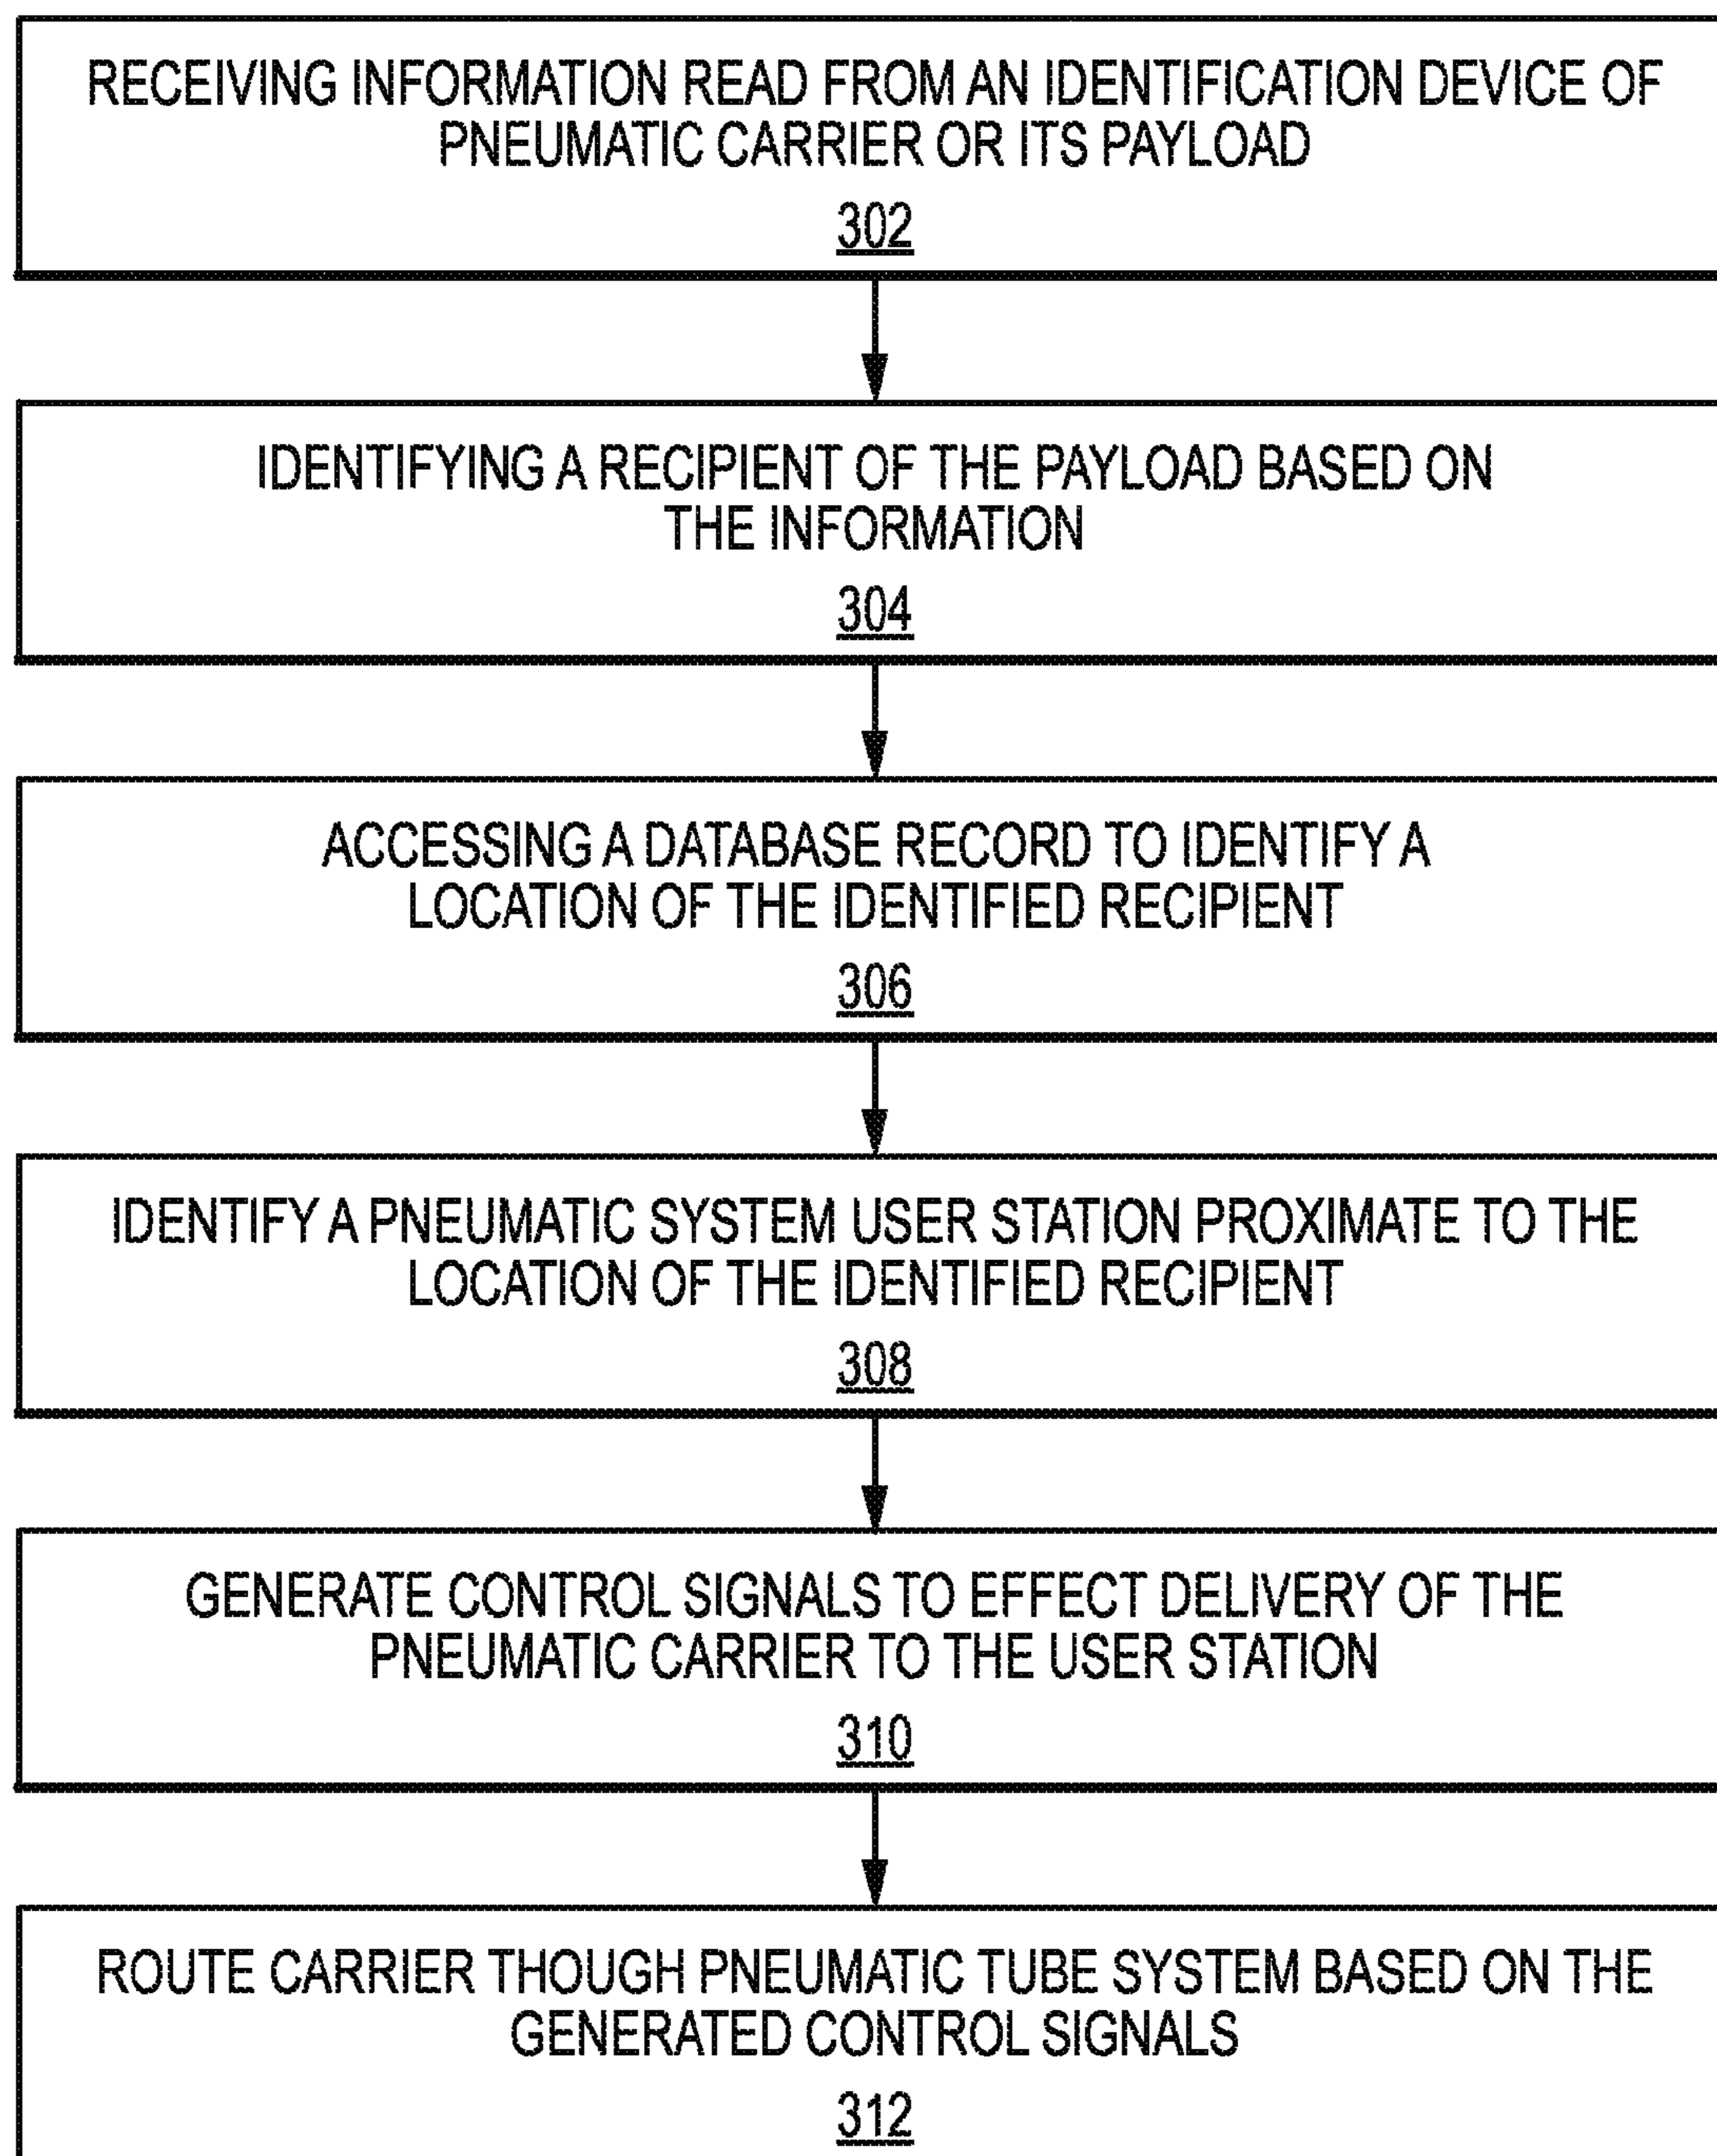 RECEIVING INFORMATION READ FROM AN IDENTIFICATION DEVICE OF
PNEUMATIC CARRIER OR ITS PAYLOAD
302
IDENTIFYING A RECIPIENT OF THE PAYLOAD BASED ON
THE INFORMATION
304
ACCESSING A DATABASE RECORD TO IDENTIFY A
LOCATION OF THE IDENTIFIED RECIPIENT
306
IDENTIFY A PNEUMATIC SYSTEM USER STATION PROXIMATE TO THE
LOCATION OF THE IDENTIFIED RECIPIENT
308
GENERATE CONTROL SIGNALS TO EFFECT DELIVERY OF THE
PNEUMATIC CARRIER TO THE USER STATION
310
ROUTE CARRIER THOUGH PNEUMATIC TUBE SYSTEM BASED ON THE
GENERATED CONTROL SIGNALS
312